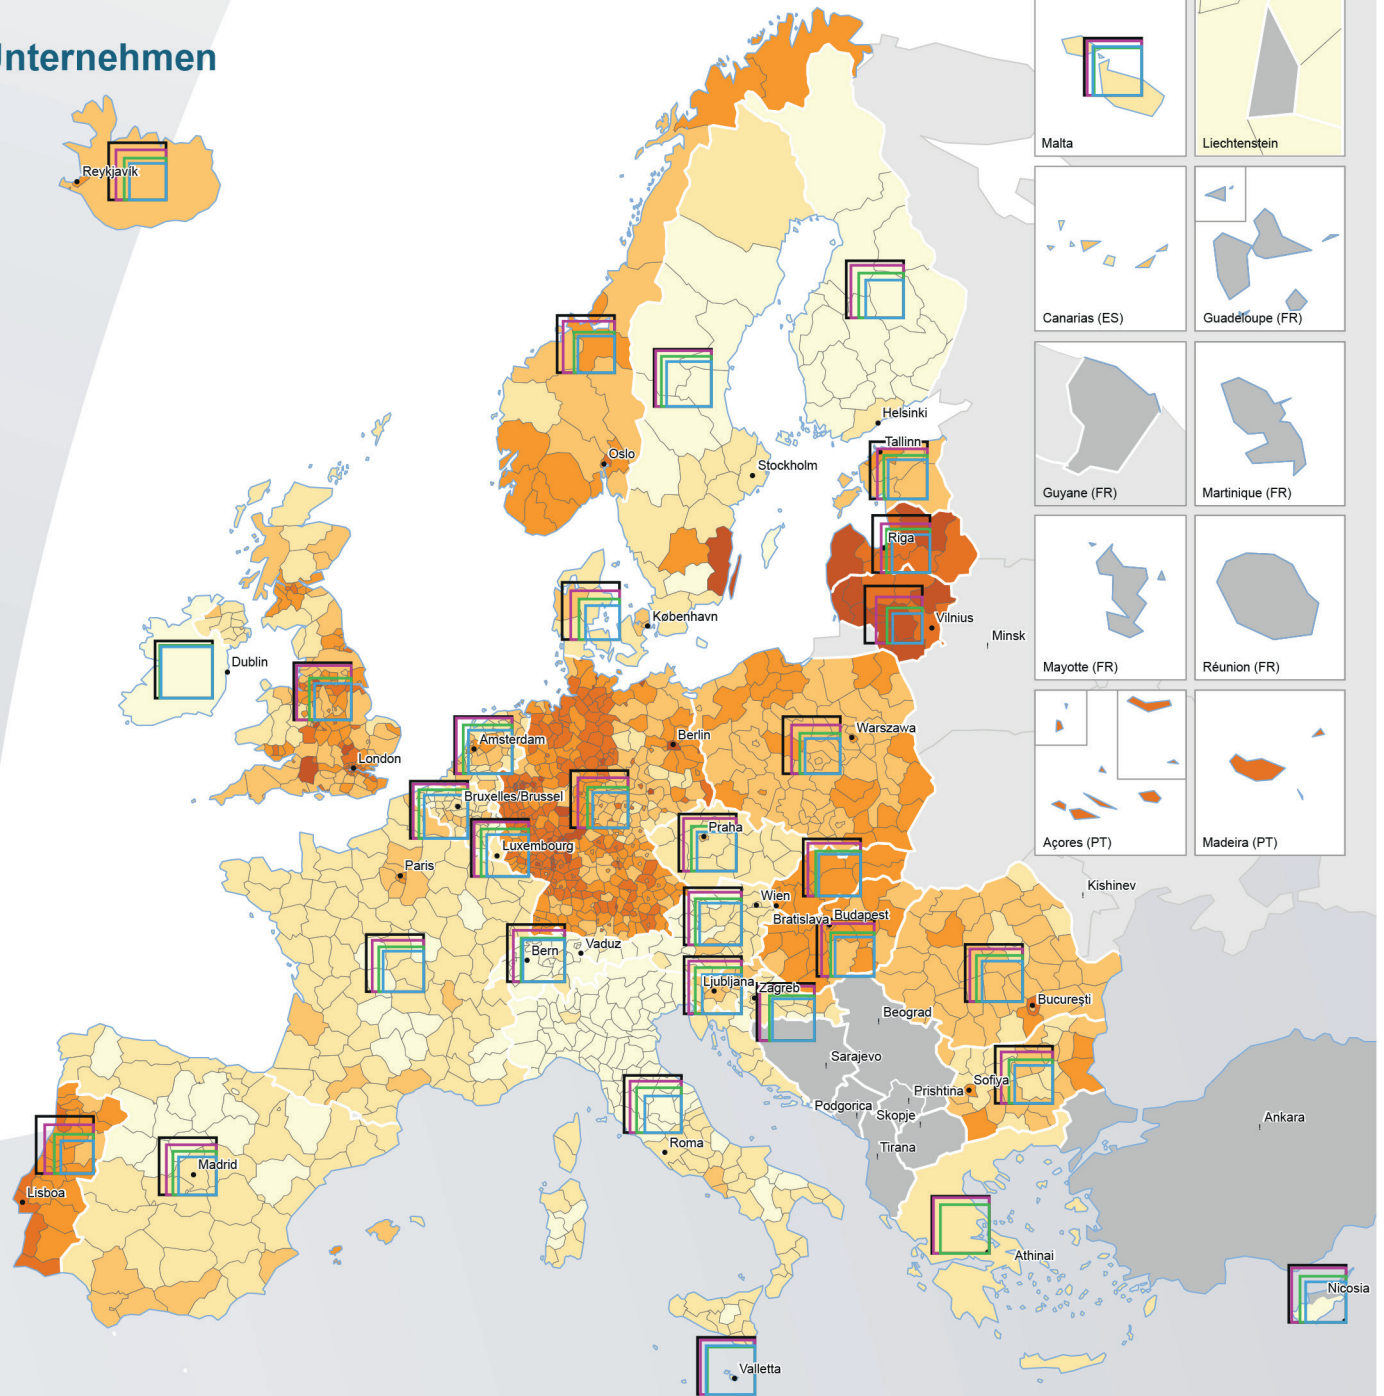 Unternehmen
Reykjavík
Malta
Liechtenstein
Canarias (ES)
Guadeloupe (FR)
Guyane (FR)
Martinique (FR)
Mayotte (FR)
Réunion (FR)
Açores (PT)
Madeira (PT)
Helsinki
Tallinn
Oslo
Stockholm
Riga
København
Vilnius
Minsk
Dublin
Amsterdam
Berlin
Warszawa
London
Bruxelles/Brussel
Praha
Luxembourg
Paris
Kishinev
Wien
Bratislava
Budapest
Bern
Vaduz
Ljubljana
Zagreb
Bucureşti
Beograd
Sarajevo
Prishtina
Sofiya
Podgorica
Skopje
Ankara
Roma
Tirana
Madrid
Lisboa
Athinai
Nicosia
Valletta